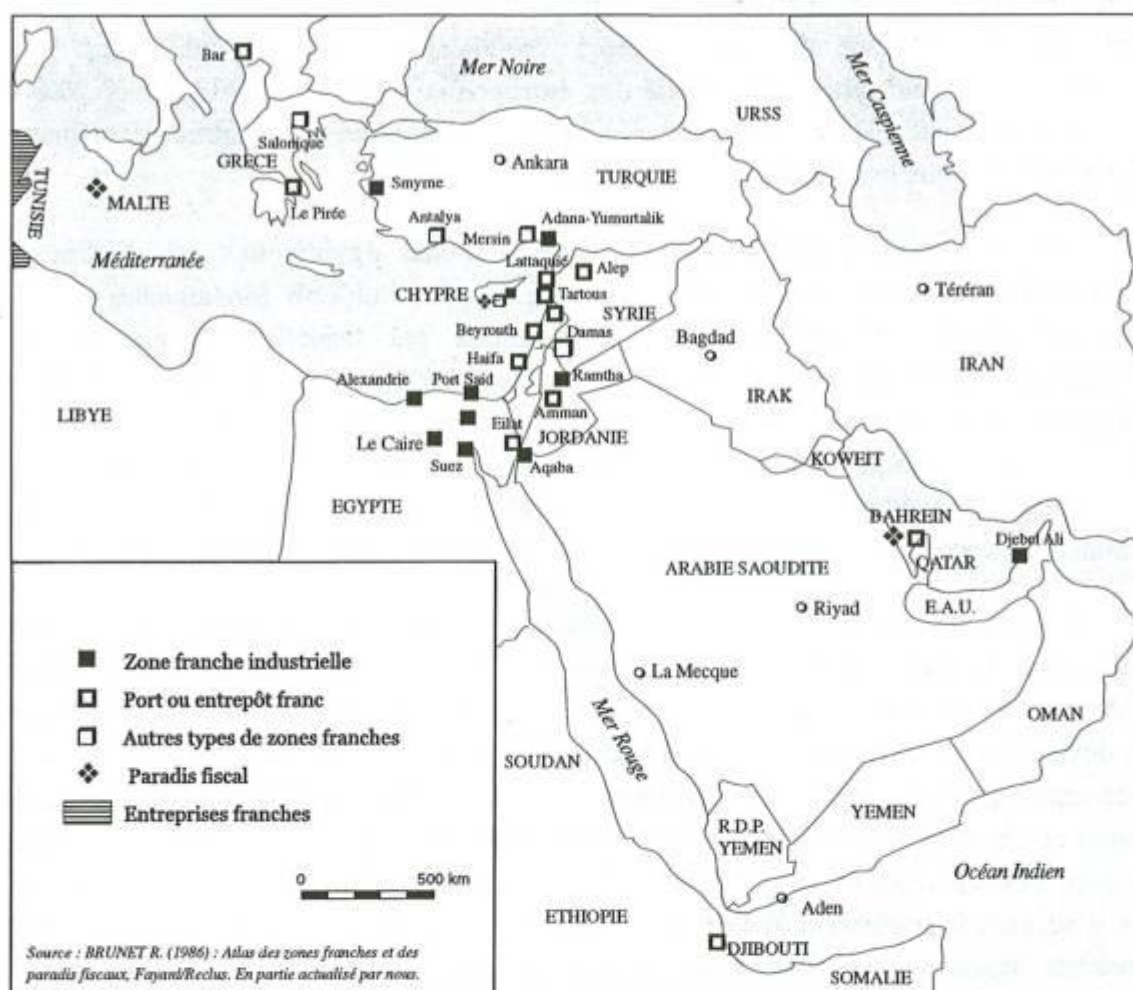 Bar
Mer Noire
Mer Caspienne
URSS
Salonique
GRECE
Ankara
TURQUIE
TUNISIE
MALTE
Smyrne
Le Pirée
Antalya
Mersin
Adana-Yumurtalik
Méditerranée
Lattaquié
Alep
CHYPRE
Tartous
SYRIE
Téréran
Beyrouth
Damas
Bagdad
Haifa
IRAN
Alexandrie
Port Said
Ramtha
IRAK
LIBYE
Amman
Eilat
JORDANIE
Le Caire
Suez
Aqaba
KOWEIT
EGYPTE
BAHREIN
Djebel Ali
ARABIE SAOUDITE
QATAR
E.A.U.
Riyad
Zone franche industrielle
La Mecque
Port ou entrepôt franc
Mer Rouge
OMAN
Autres types de zones franches
SOUDAN
Paradis fiscal
Entreprises franches
YEMEN
R.D.P.
YEMEN
Océan Indien
0 500 km
ETHIOPIE
Aden
DJIBOUTI
Source : BRUNET R. (1986) : Atlas des zones franches et des
paradis fiscaux, Fayard/Reclus. En partie actualisé par nous.
SOMALIE